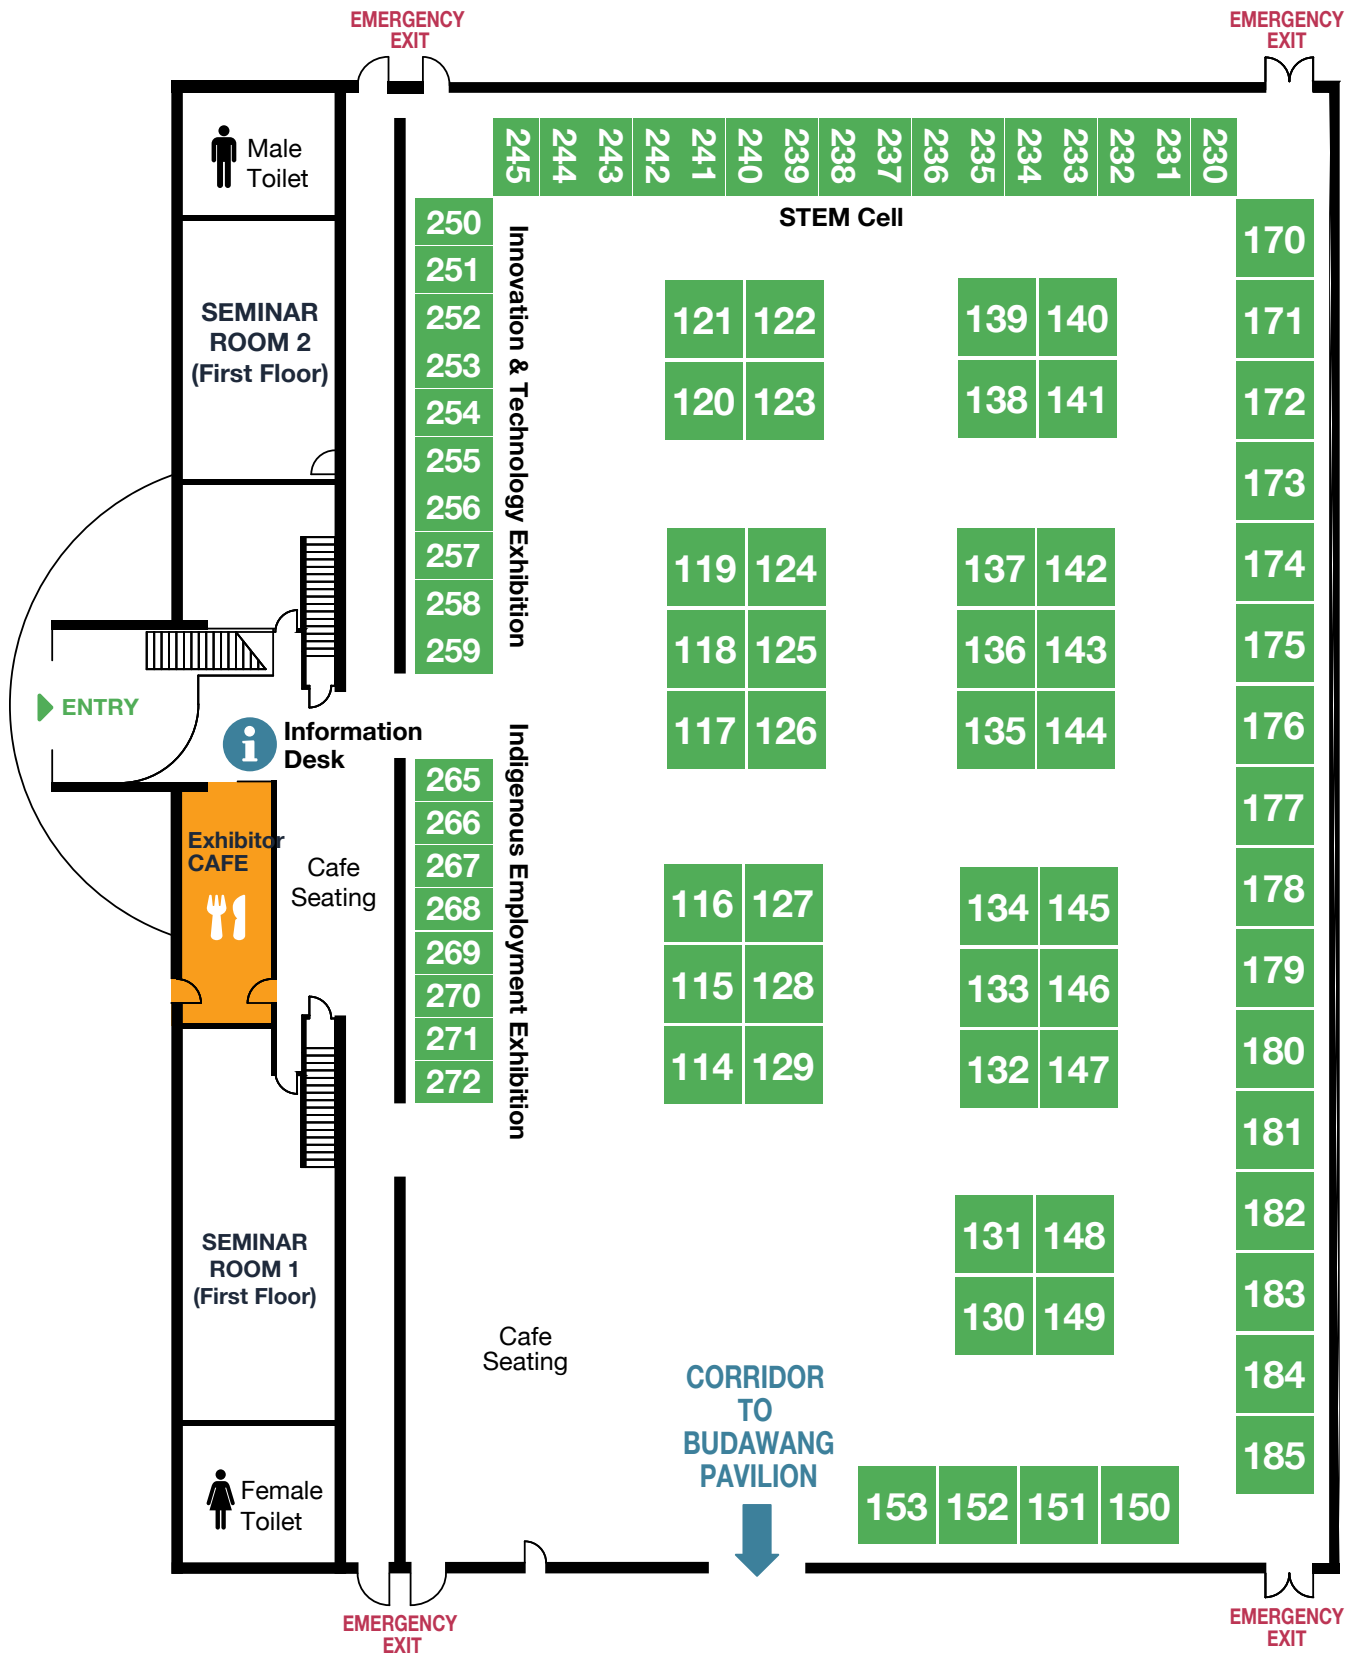 EMERGENCY
EXIT
EMERGENCY
EXIT
Male
Toilet
245 244 243 242 241 240 239 238 237 236 235 234 233 232 231 230
STEM Cell
SEMINAR
ROOM 2
(First Floor)
250
251
252
253
254
255
256
257
258
259
Innovation & Technology Exhibition
121 122
120 123
139 140
138 141
119 124
118 125
117 126
137 142
136 143
135 144
170
171
172
173
174
175
176
177
178
179
180
181
182
183
184
185
ENTRY
Information
Desk
Exhibitor
CAFE
Cafe
Seating
265
266
267
268
269
270
271
272
Indigenous Employment Exhibition
116 127
115 128
114 129
134 145
133 146
132 147
SEMINAR
ROOM 1
(First Floor)
131 148
130 149
Cafe
Seating
CORRIDOR
TO
BUDAWANG
PAVILION
153 152 151 150
Female
Toilet
EMERGENCY
EXIT
EMERGENCY
EXIT